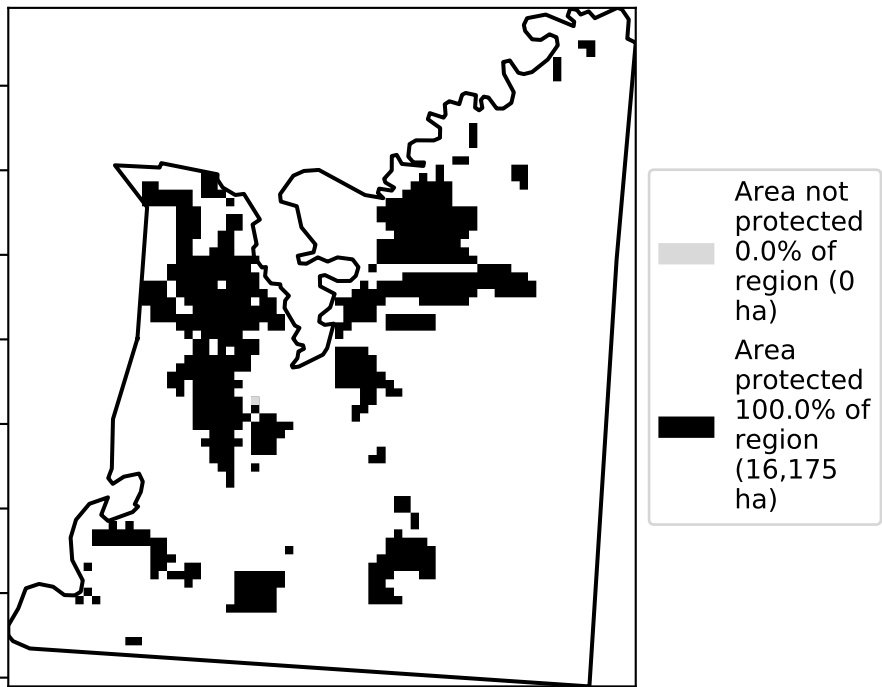 Area not
protected
0.0% of
region (0
ha)
Area
protected
100.0% of
region
(16,175
ha)